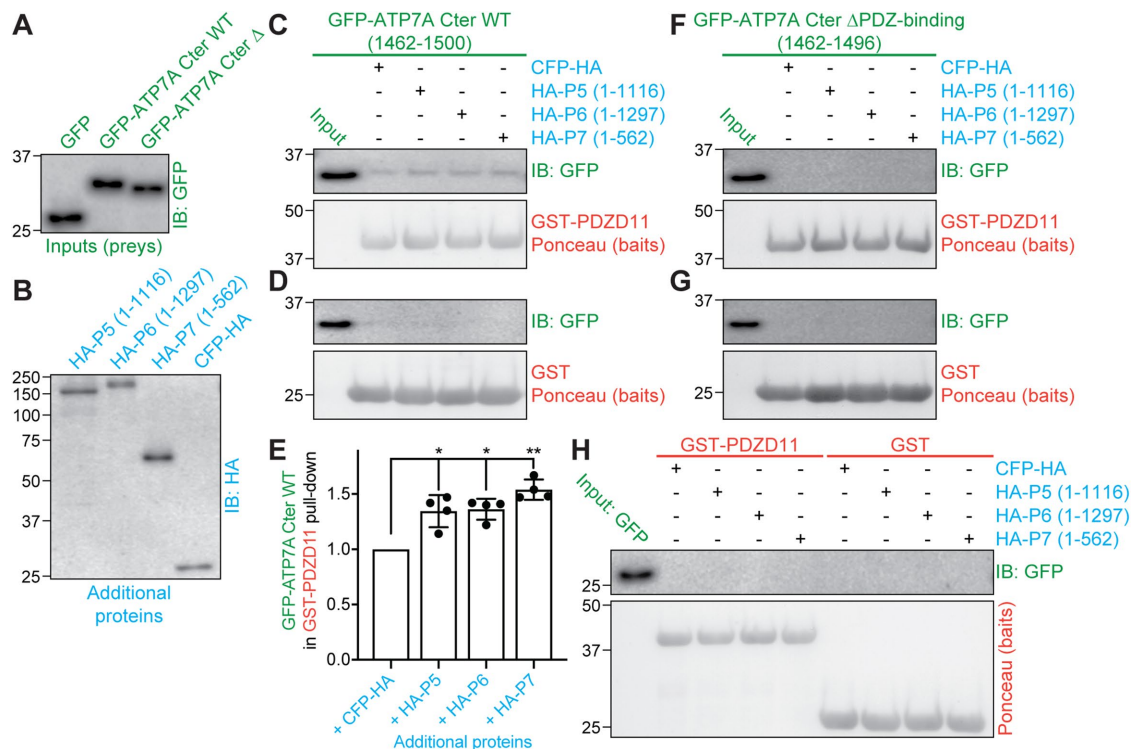 A
GFP
GFP-ATP7A Cter WT
GFP-ATP7A Cter Δ
37
25
IB: GFP
Inputs (preys)
B
HA-P5 (1-1116)
HA-P6 (1-1297)
HA-P7 (1-562)
CFP-HA
250
150
100
75
50
37
25
IB: HA
Additional
proteins
C
GFP-ATP7A Cter WT
(1462-1500)
+ - - - CFP-HA
- + - - HA-P5 (1-1116)
- - + - HA-P6 (1-1297)
- - - + HA-P7 (1-562)
Input
37
IB: GFP
50
37
GST-PDZD11
Ponceau (baits)
D
37
IB: GFP
25
GST
Ponceau (baits)
E
GFP-ATP7A Cter WT
in GST-PDZD11 pull-down
* * **
1.5
1.0
0.5
0.0
+ CFP-HA
+ HA-P5
+ HA-P6
+ HA-P7
Additional proteins
F
GFP-ATP7A Cter ΔPDZ-binding
(1462-1496)
+ - - - CFP-HA
- + - - HA-P5 (1-1116)
- - + - HA-P6 (1-1297)
- - - + HA-P7 (1-562)
Input
37
IB: GFP
50
37
GST-PDZD11
Ponceau (baits)
G
37
IB: GFP
25
GST
Ponceau (baits)
H
GST-PDZD11 GST
+ - - - + - - - CFP-HA
- + - - - + - - HA-P5 (1-1116)
- - + - - - + - HA-P6 (1-1297)
- - - + - - - + HA-P7 (1-562)
Input: GFP
25
IB: GFP
50
37
25
Ponceau (baits)